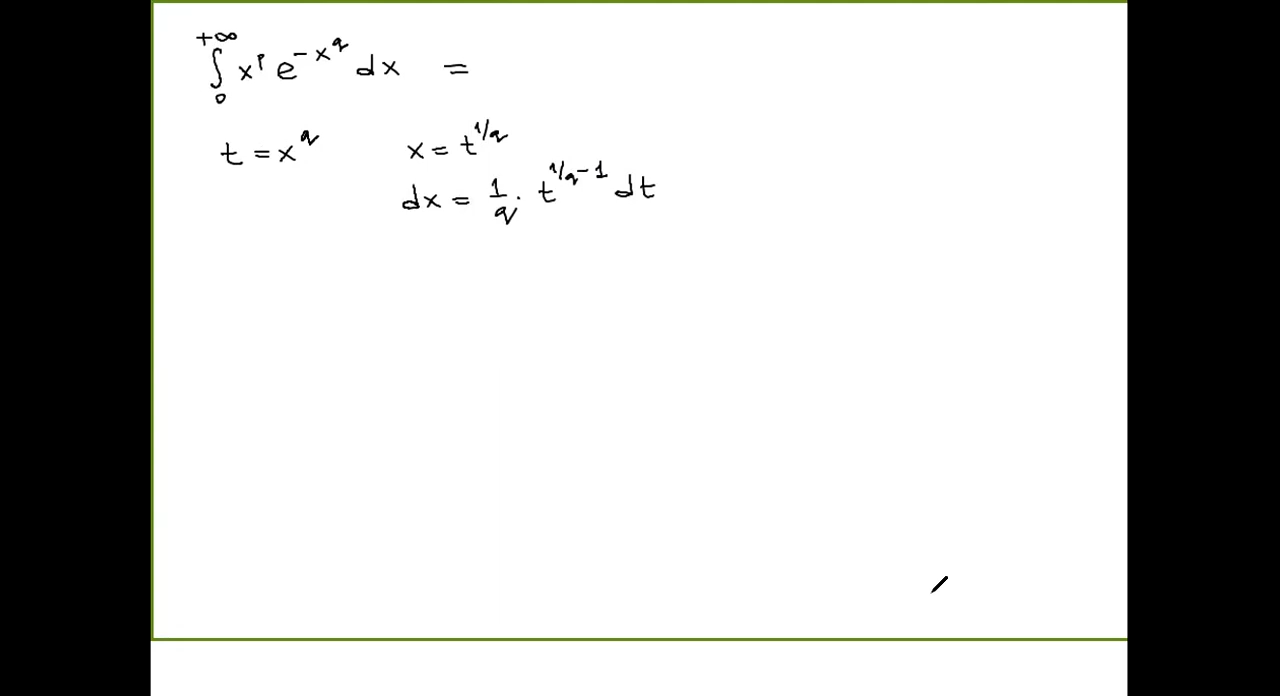 ∫₀^{+∞} x^p e^{-x^q} dx =
t = x^q    x = t^{1/q}
dx = 1/q · t^{1/q - 1} dt